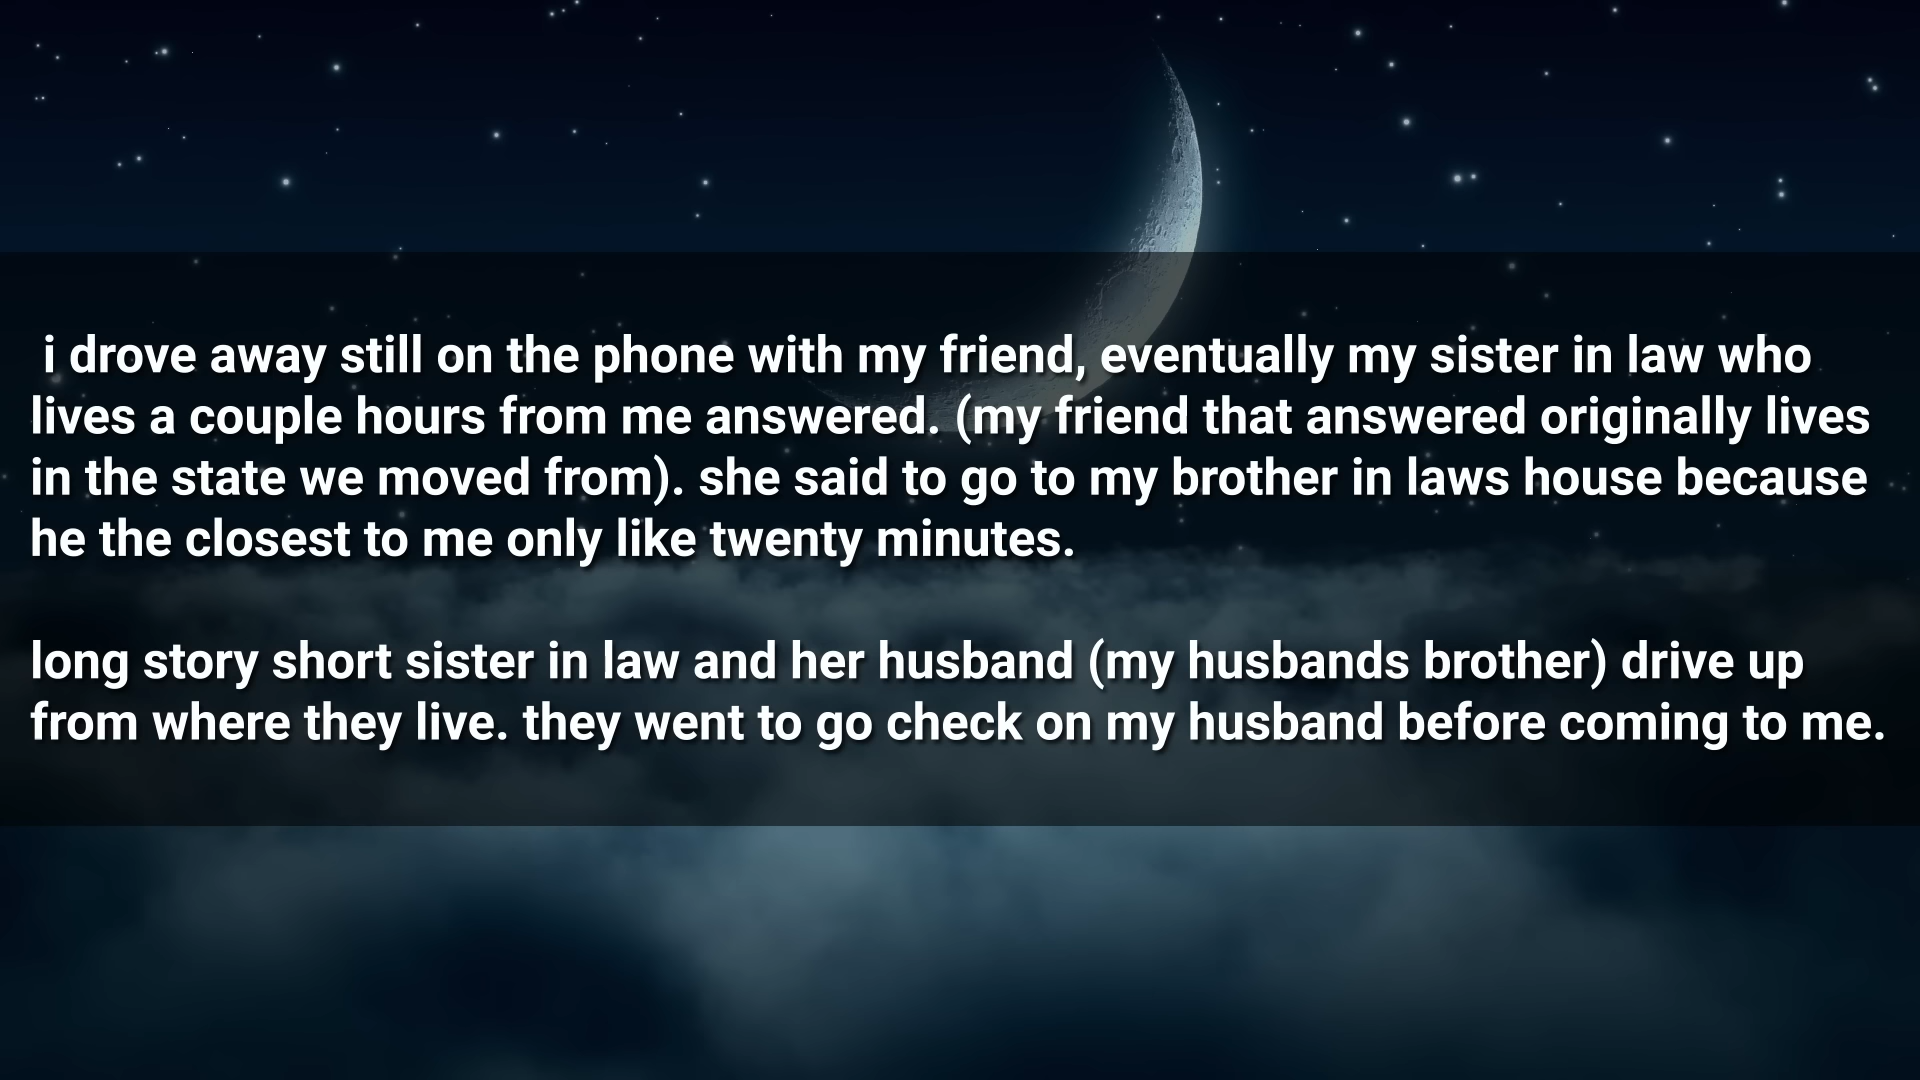 i drove away still on the phone with my friend, eventually my sister in law who
lives a couple hours from me answered. (my friend that answered originally lives
in the state we moved from). she said to go to my brother in laws house because
he the closest to me only like twenty minutes.
long story short sister in law and her husband (my husbands brother) drive up
from where they live. they went to go check on my husband before coming to me.